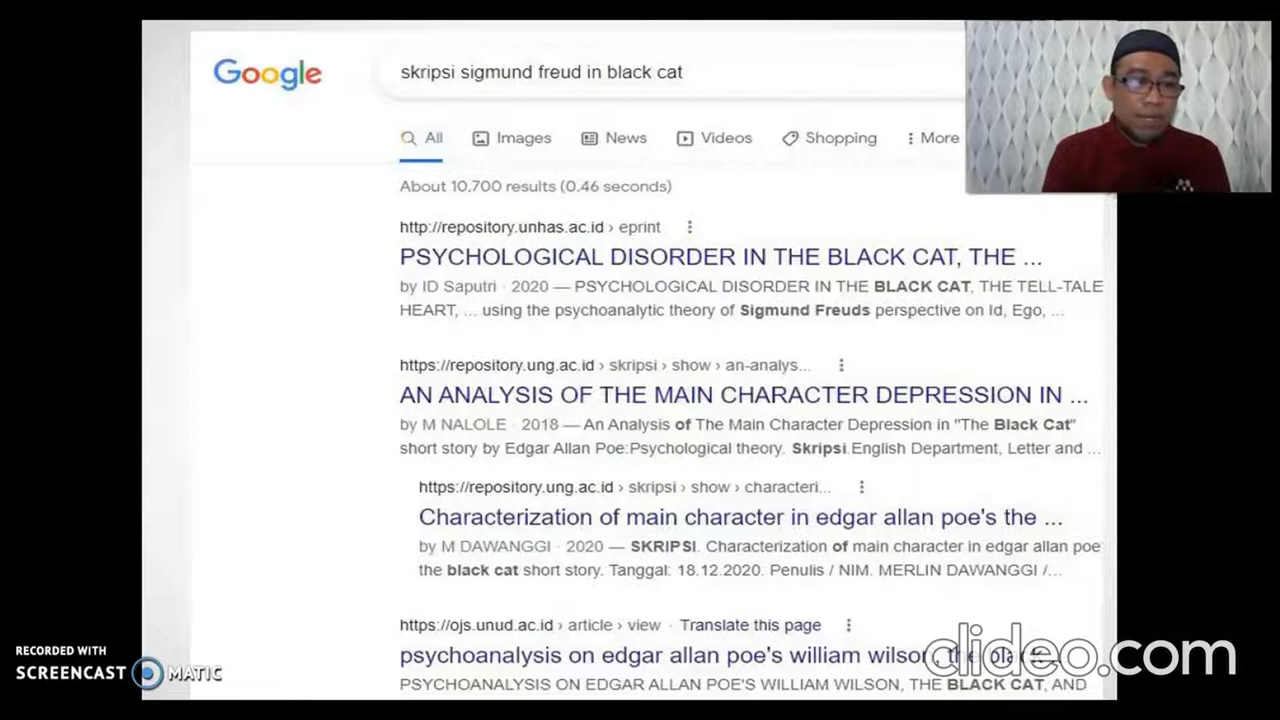 Google
skripsi sigmund freud in black cat
All Images News Videos Shopping More
About 10.700 results (0.46 seconds)
http://repository.unhas.ac.id › eprint
PSYCHOLOGICAL DISORDER IN THE BLACK CAT, THE ...
by ID Saputri · 2020 — PSYCHOLOGICAL DISORDER IN THE BLACK CAT, THE TELL-TALE
HEART, ... using the psychoanalytic theory of Sigmund Freuds perspective on Id, Ego, ...
https://repository.ung.ac.id › skripsi › show › an-analys...
AN ANALYSIS OF THE MAIN CHARACTER DEPRESSION IN ...
by M NALOLE · 2018 — An Analysis of The Main Character Depression in "The Black Cat"
short story by Edgar Allan Poe:Psychological theory. Skripsi.English Department, Letter and ...
https://repository.ung.ac.id › skripsi › show › characteri...
Characterization of main character in edgar allan poe's the ...
by M DAWANGGI · 2020 — SKRIPSI. Characterization of main character in edgar allan poe'
the black cat short story. Tanggal: 18.12.2020. Penulis / NIM. MERLIN DAWANGGI /...
https://ojs.unud.ac.id › article › view · Translate this page
psychoanalysis on edgar allan poe's william wilson, the black ...
PSYCHOANALYSIS ON EDGAR ALLAN POE'S WILLIAM WILSON, THE BLACK CAT, AND
RECORDED WITH
SCREENCAST MATIC
clideo.com